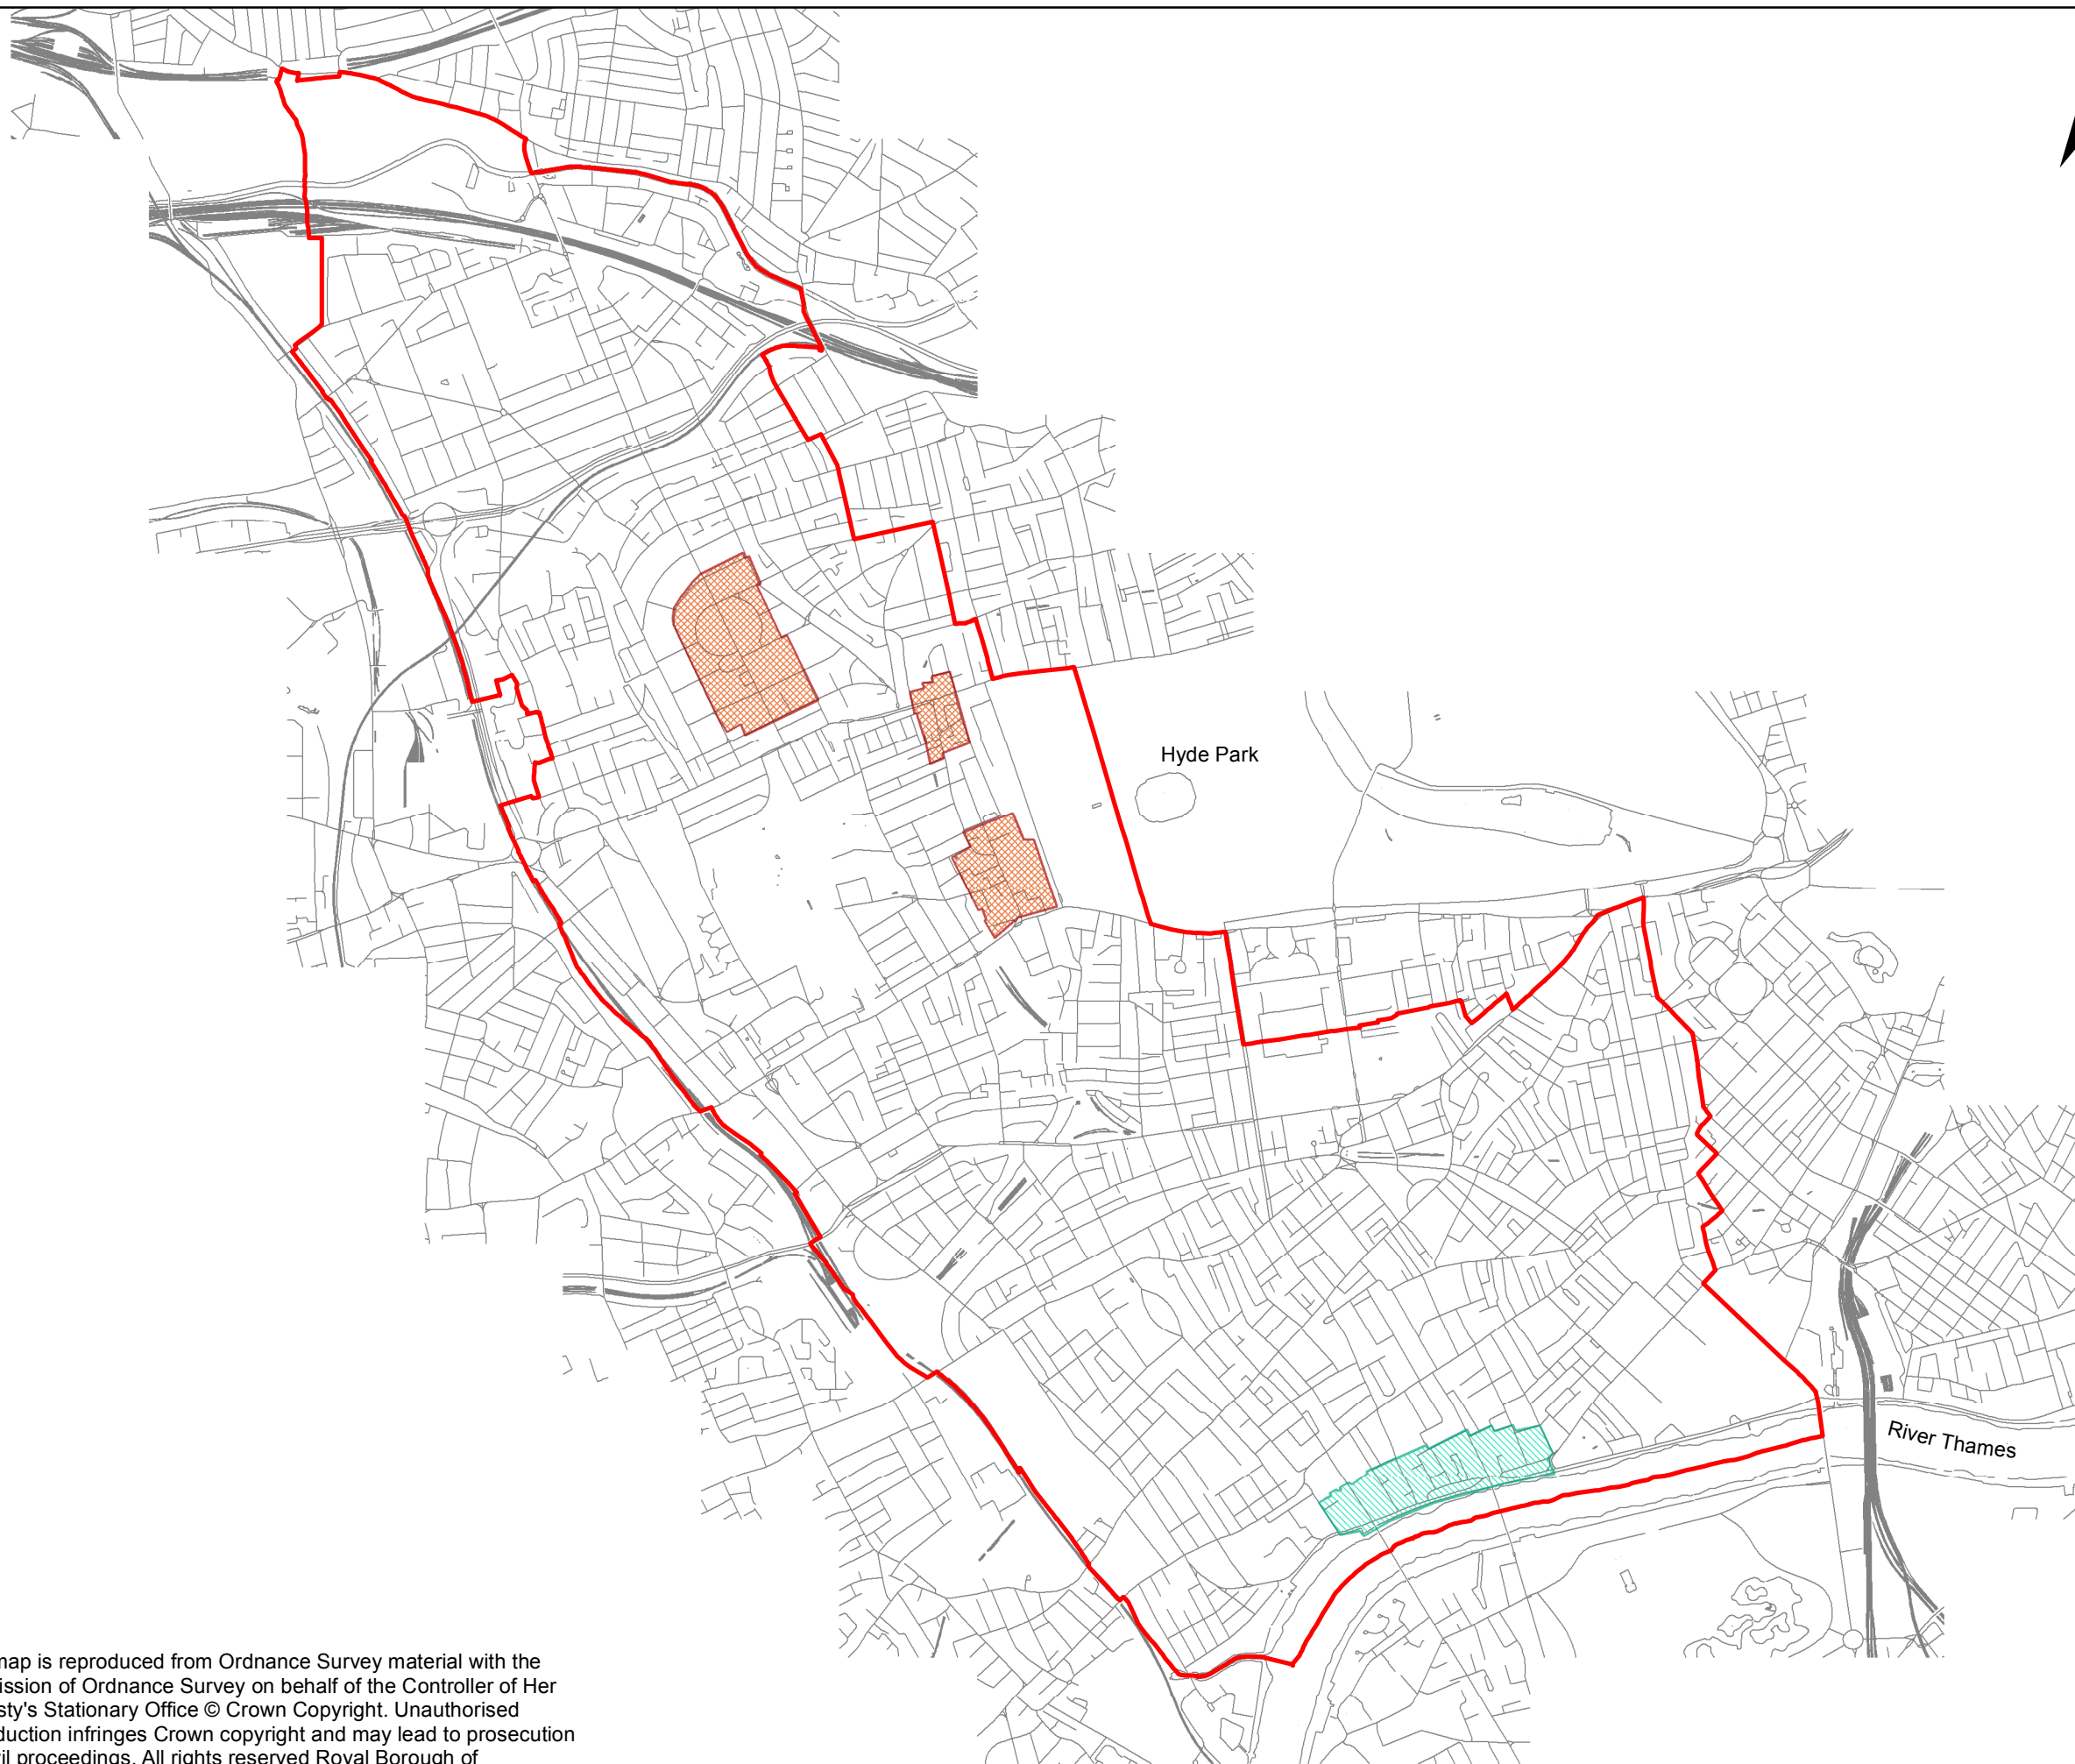 Hyde Park
River Thames
map is reproduced from Ordnance Survey material with the
ission of Ordnance Survey on behalf of the Controller of Her
sty's Stationary Office © Crown Copyright. Unauthorised
duction infringes Crown copyright and may lead to prosecution
il proceedings. All rights reserved Royal Borough of